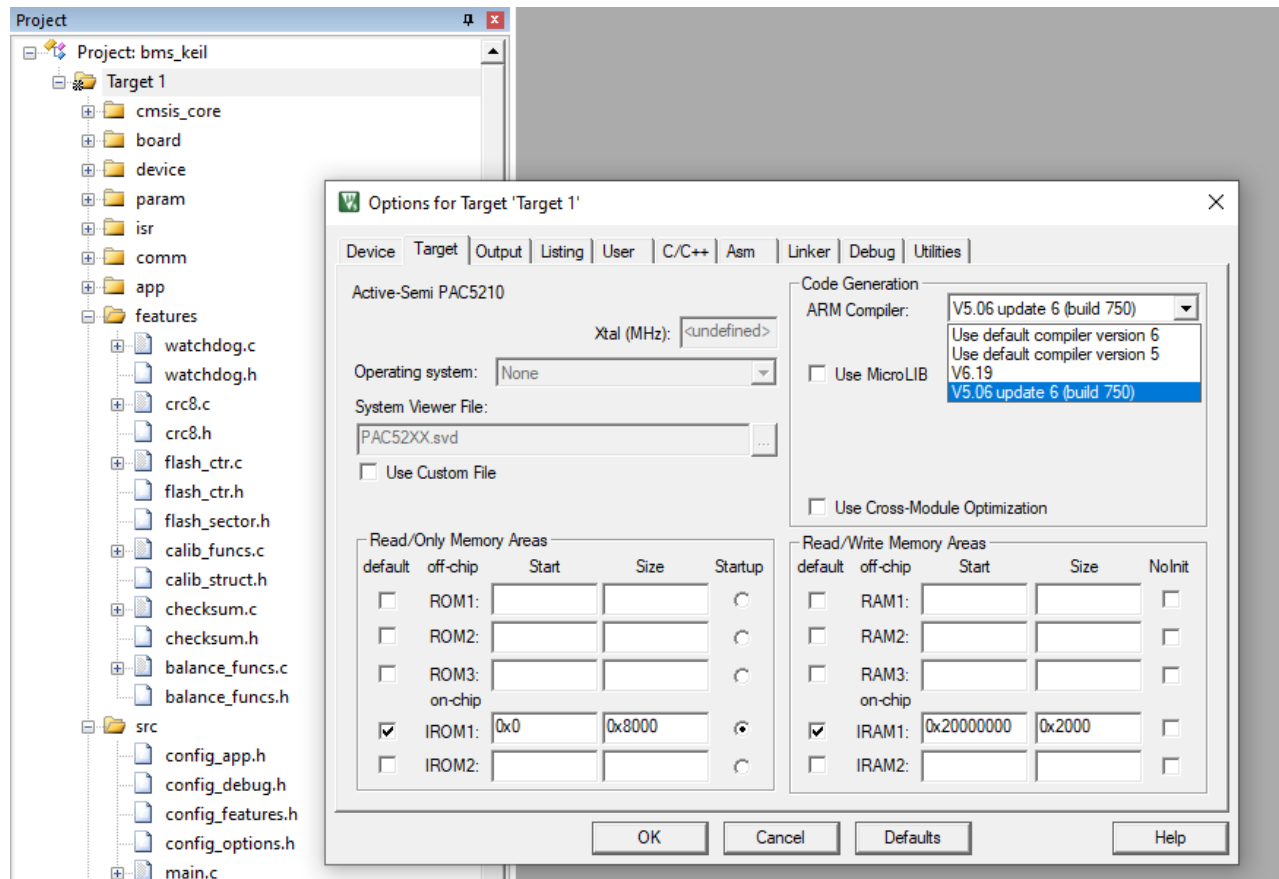 Project
Project: bms_keil
Target 1
cmsis_core
board
device
param
isr
comm
app
features
watchdog.c
watchdog.h
crc8.c
crc8.h
flash_ctr.c
flash_ctr.h
flash_sector.h
calib_funcs.c
calib_struct.h
checksum.c
checksum.h
balance_funcs.c
balance_funcs.h
src
config_app.h
config_debug.h
config_features.h
config_options.h
main.c
Options for Target 'Target 1'
Device Target Output Listing User C/C++ Asm Linker Debug Utilities
Active-Semi PAC5210
Xtal (MHz): <undefined>
Operating system: None
System Viewer File:
PAC52XX.svd ...
Use Custom File
Code Generation
ARM Compiler: V5.06 update 6 (build 750)
Use default compiler version 6
Use default compiler version 5
V6.19
V5.06 update 6 (build 750)
Use MicroLIB
Use Cross-Module Optimization
Read/Only Memory Areas
default off-chip Start Size Startup
ROM1:
ROM2:
ROM3:
on-chip
IROM1: 0x0 0x8000
IROM2:
Read/Write Memory Areas
default off-chip Start Size NoInit
RAM1:
RAM2:
RAM3:
on-chip
IRAM1: 0x20000000 0x2000
IRAM2:
OK Cancel Defaults Help